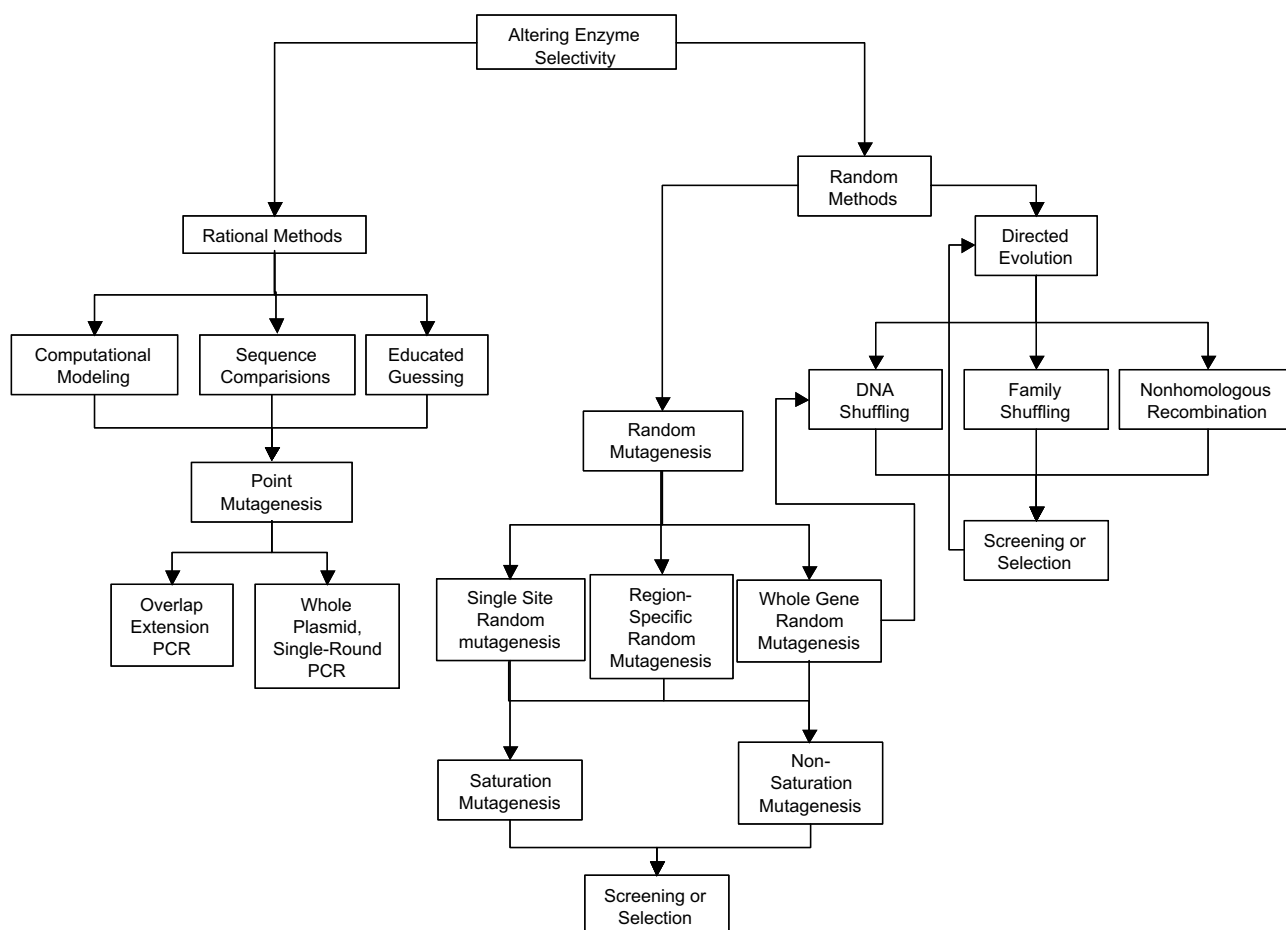 Altering Enzyme
Selectivity
Random
Methods
Rational Methods
Directed
Evolution
Computational
Modeling
Sequence
Comparisions
Educated
Guessing
DNA
Shuffling
Family
Shuffling
Nonhomologous
Recombination
Random
Mutagenesis
Point
Mutagenesis
Screening or
Selection
Overlap
Extension
PCR
Whole
Plasmid,
Single-Round
PCR
Single Site
Random
mutagenesis
Region-
Specific
Random
Mutagenesis
Whole Gene
Random
Mutagenesis
Saturation
Mutagenesis
Non-
Saturation
Mutagenesis
Screening or
Selection